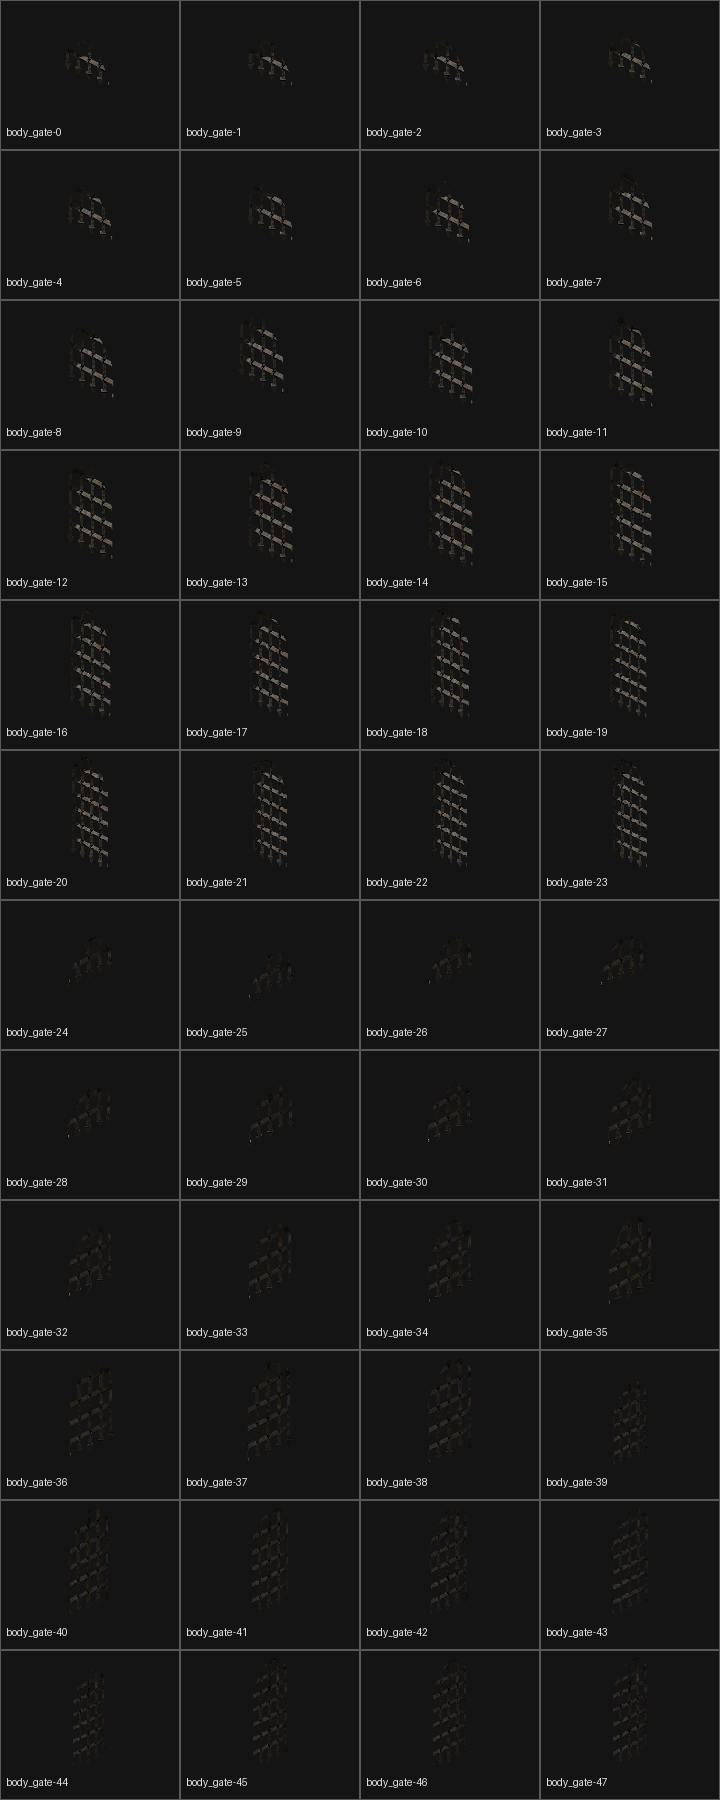 body_gate-0 body_gate-1 body_gate-2 body_gate-3
body_gate-4 body_gate-5 body_gate-6 body_gate-7
body_gate-8 body_gate-9 body_gate-10 body_gate-11
body_gate-12 body_gate-13 body_gate-14 body_gate-15
body_gate-16 body_gate-17 body_gate-18 body_gate-19
body_gate-20 body_gate-21 body_gate-22 body_gate-23
body_gate-24 body_gate-25 body_gate-26 body_gate-27
body_gate-28 body_gate-29 body_gate-30 body_gate-31
body_gate-32 body_gate-33 body_gate-34 body_gate-35
body_gate-36 body_gate-37 body_gate-38 body_gate-39
body_gate-40 body_gate-41 body_gate-42 body_gate-43
body_gate-44 body_gate-45 body_gate-46 body_gate-47